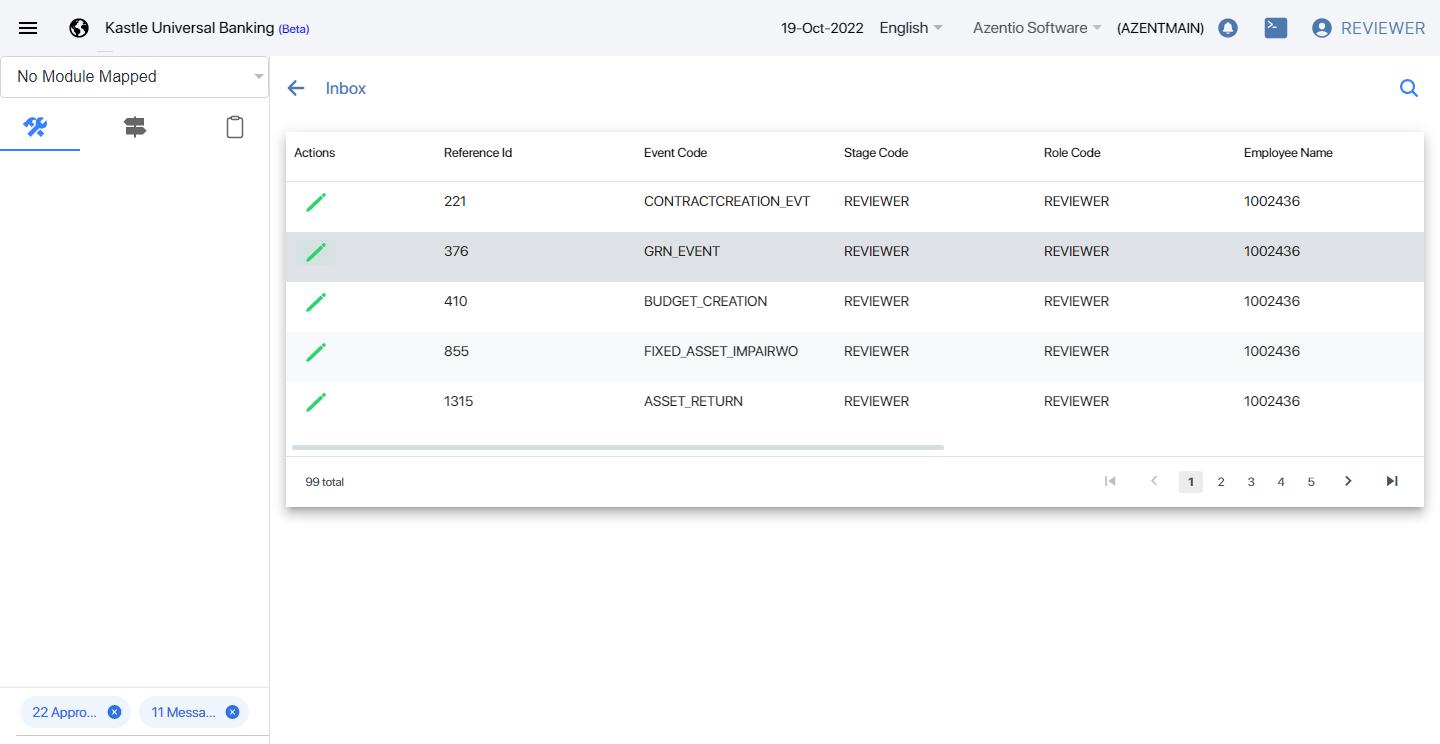 Kastle Universal Banking (Beta)
19-Oct-2022 English Azentio Software (AZENTMAIN) REVIEWER
No Module Mapped
Inbox
Actions Reference Id Event Code Stage Code Role Code Employee Name
221 CONTRACTCREATION_EVT REVIEWER REVIEWER 1002436
376 GRN_EVENT REVIEWER REVIEWER 1002436
410 BUDGET_CREATION REVIEWER REVIEWER 1002436
855 FIXED_ASSET_IMPAIRWO REVIEWER REVIEWER 1002436
1315 ASSET_RETURN REVIEWER REVIEWER 1002436
99 total 1 2 3 4 5
22 Appro... 11 Messa...